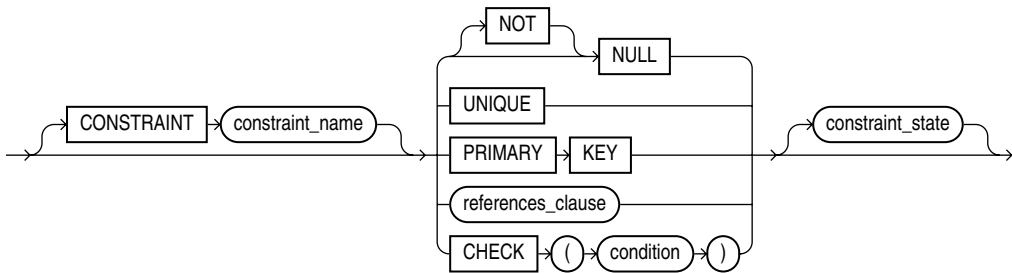 NOT
NULL
UNIQUE
CONSTRAINT constraint_name
constraint_state
PRIMARY KEY
references_clause
CHECK ( condition )